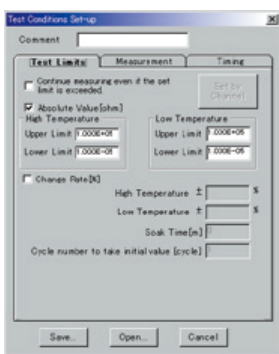 Test Conditions Set-up
Comment
Test Limits Measurement Timing
Continue measuring even if the set
limit is exceeded.
Set by
Channel
Absolute Value[ohm]
High Temperature Low Temperature
Upper Limit 1.000E+05 Upper Limit 1.000E+05
Lower Limit 1.000E-05 Lower Limit 1.000E-05
Change Rate[%]
High Temperature ± %
Low Temperature ± %
Soak Time[m]
Cycle number to take initial value [cycle]
Save... Open... Cancel